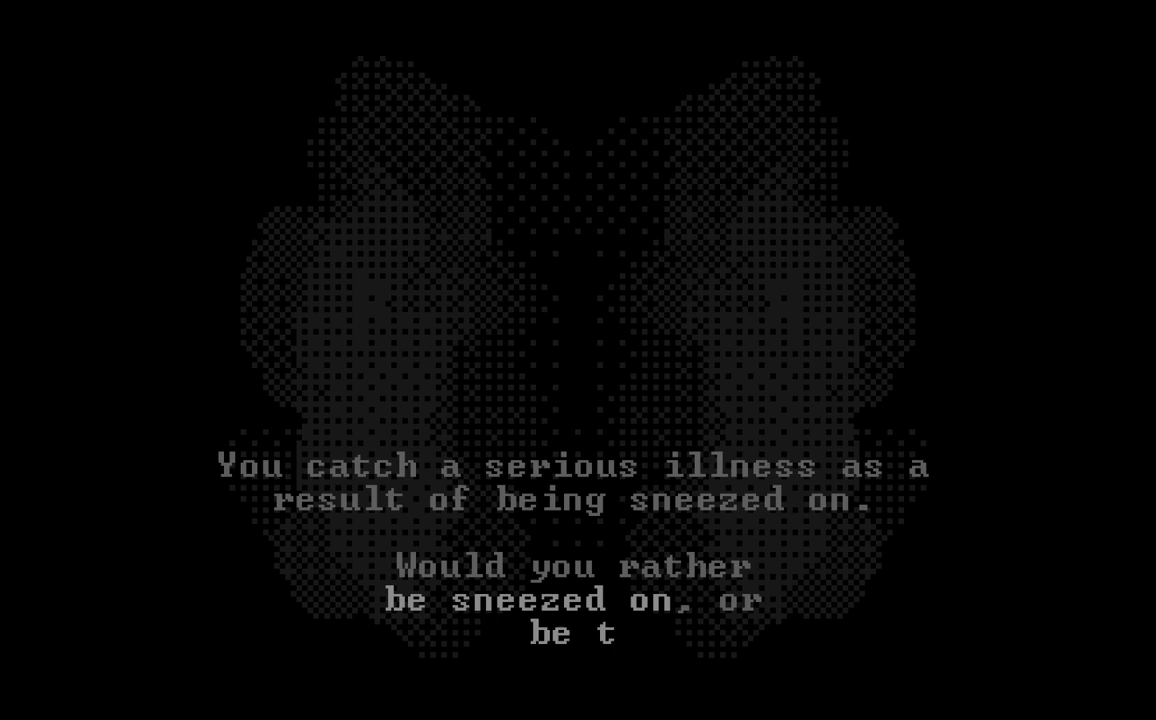 You catch a serious illness as a
result of being sneezed on.
Would you rather
be sneezed on, or
be t